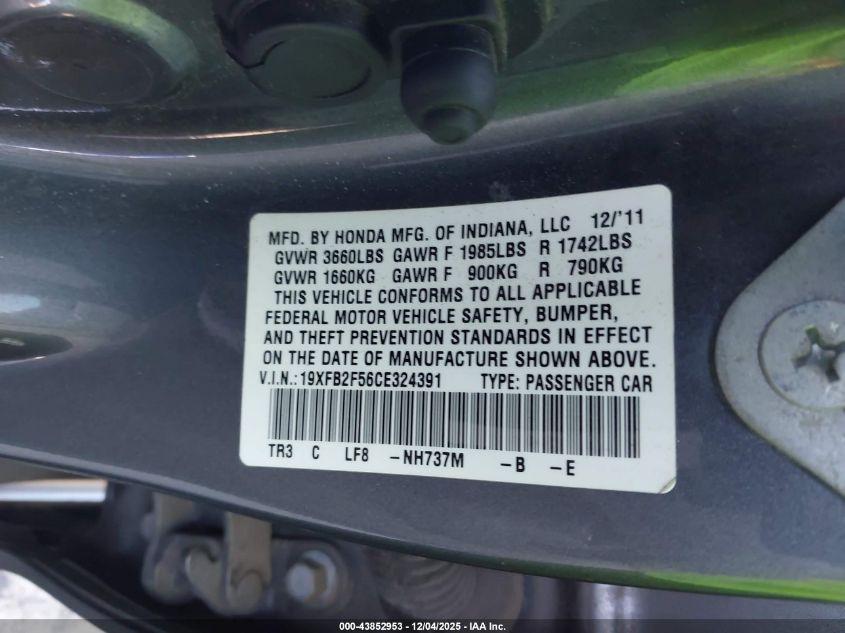 MFD. BY HONDA MFG. OF INDIANA, LLC 12/'11
GVWR 3660LBS GAWR F 1985LBS R 1742LBS
GVWR 1660KG GAWR F 900KG R 790KG
THIS VEHICLE CONFORMS TO ALL APPLICABLE
FEDERAL MOTOR VEHICLE SAFETY, BUMPER,
AND THEFT PREVENTION STANDARDS IN EFFECT
ON THE DATE OF MANUFACTURE SHOWN ABOVE.
V.I.N.:19XFB2F56CE324391 TYPE: PASSENGER CAR
TR3 C LF8 -NH737M -B -E
000-43852953 - 12/04/2025 - IAA Inc.